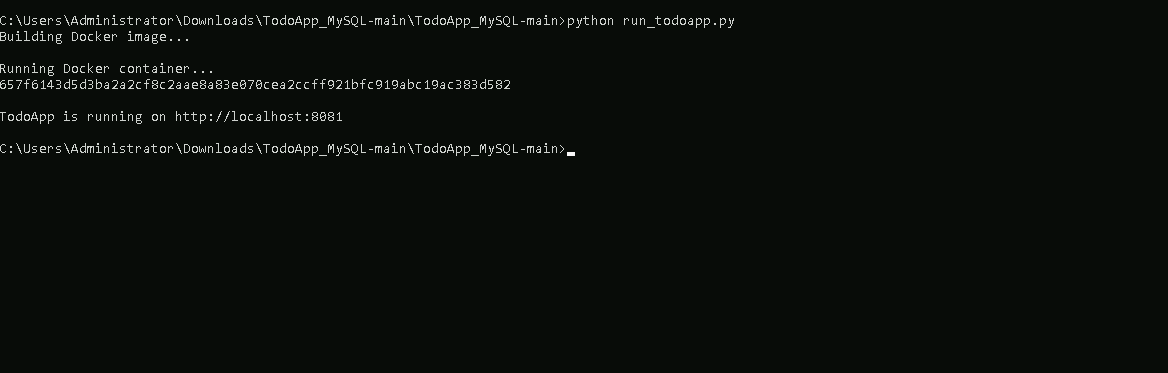 C:\Users\Administrator\Downloads\TodoApp_MySQL-main\TodoApp_MySQL-main>python run_todoapp.py
Building Docker image...
Running Docker container...
657f6143d5d3ba2a2cf8c2aae8a83e070cea2ccff921bfc919abc19ac383d582
TodoApp is running on http://localhost:8081
C:\Users\Administrator\Downloads\TodoApp_MySQL-main\TodoApp_MySQL-main>